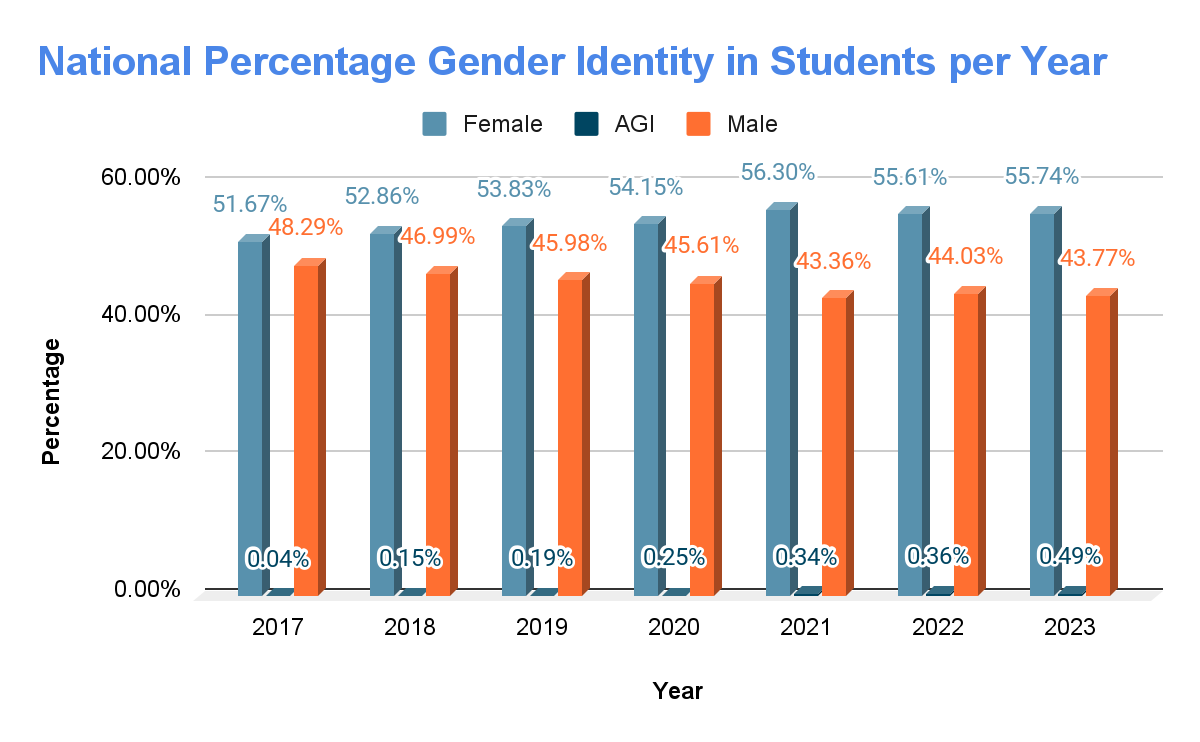 National Percentage Gender Identity in Students per Year
Female AGI Male
60.00%
40.00%
20.00%
0.00%
Percentage
51.67% 52.86% 53.83% 54.15% 56.30% 55.61% 55.74%
48.29% 46.99% 45.98% 45.61% 43.36% 44.03% 43.77%
0.04% 0.15% 0.19% 0.25% 0.34% 0.36% 0.49%
2017 2018 2019 2020 2021 2022 2023
Year